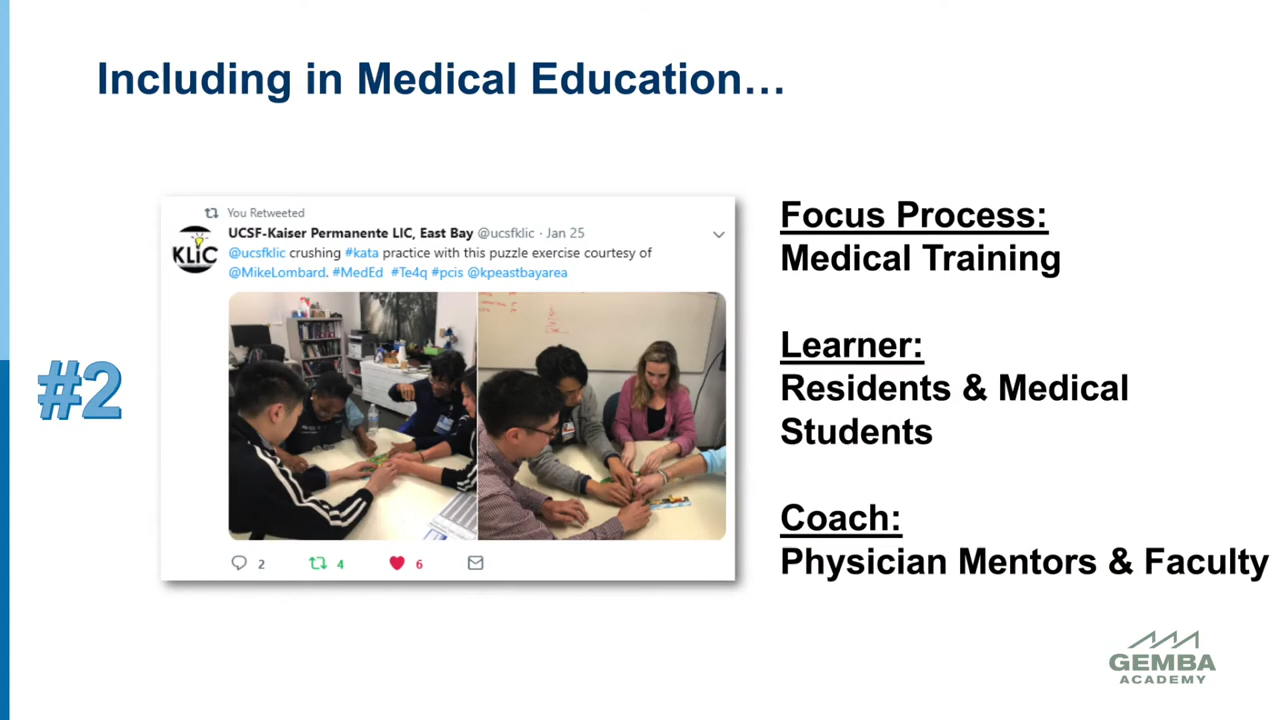 Including in Medical Education…
You Retweeted
UCSF-Kaiser Permanente LIC, East Bay @ucsfklic · Jan 25
@ucsfklic crushing #kata practice with this puzzle exercise courtesy of
@MikeLombard. #MedEd #Te4q #pcis @kpeastbayarea
KLIC
2
4
6
#2
Focus Process:
Medical Training
Learner:
Residents & Medical
Students
Coach:
Physician Mentors & Faculty
GEMBA
ACADEMY